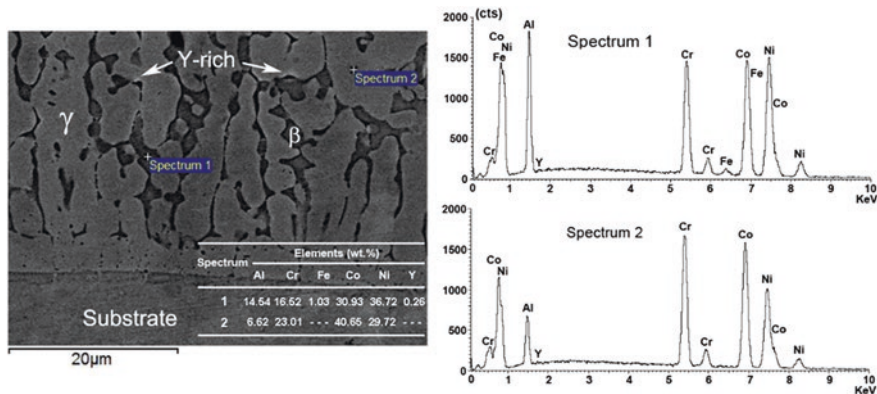 Y-rich
Spectrum 2
γ
β
Spectrum 1
Spectrum Elements (wt.%)
Al Cr Fe Co Ni Y
1 14.54 16.52 1.03 30.93 36.72 0.26
2 6.62 23.01 --- 40.65 29.72 ---
Substrate
20μm
(cts)
Spectrum 1
2000
1500
1000
500
0
Co
Ni
Fe
Al
Cr
Y
Cr
Cr
Fe
Co
Fe
Ni
Co
Ni
0 1 2 3 4 5 6 7 8 9 10
KeV
Spectrum 2
2000
1500
1000
500
0
Co
Ni
Al
Cr
Y
Cr
Cr
Co
Ni
Co
Ni
0 1 2 3 4 5 6 7 8 9 10
KeV